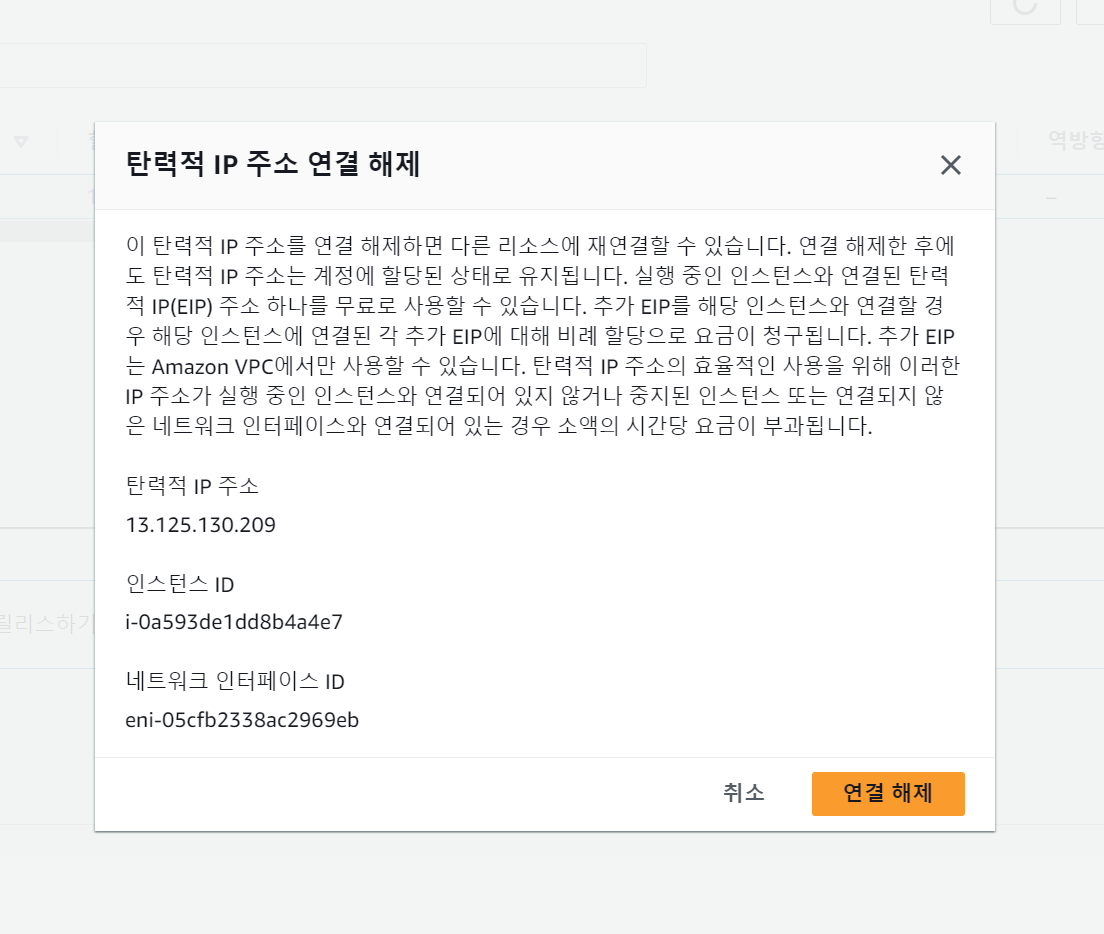 역방향
탄력적 IP 주소 연결 해제
이 탄력적 IP 주소를 연결 해제하면 다른 리소스에 재연결할 수 있습니다. 연결 해제한 후에
도 탄력적 IP 주소는 계정에 할당된 상태로 유지됩니다. 실행 중인 인스턴스와 연결된 탄력
적 IP(EIP) 주소 하나를 무료로 사용할 수 있습니다. 추가 EIP를 해당 인스턴스와 연결할 경
우 해당 인스턴스에 연결된 각 추가 EIP에 대해 비례 할당으로 요금이 청구됩니다. 추가 EIP
는 Amazon VPC에서만 사용할 수 있습니다. 탄력적 IP 주소의 효율적인 사용을 위해 이러한
IP 주소가 실행 중인 인스턴스와 연결되어 있지 않거나 중지된 인스턴스 또는 연결되지 않
은 네트워크 인터페이스와 연결되어 있는 경우 소액의 시간당 요금이 부과됩니다.
탄력적 IP 주소
13.125.130.209
인스턴스 ID
i-0a593de1dd8b4a4e7
릴리스하기
네트워크 인터페이스 ID
eni-05cfb2338ac2969eb
취소
연결 해제